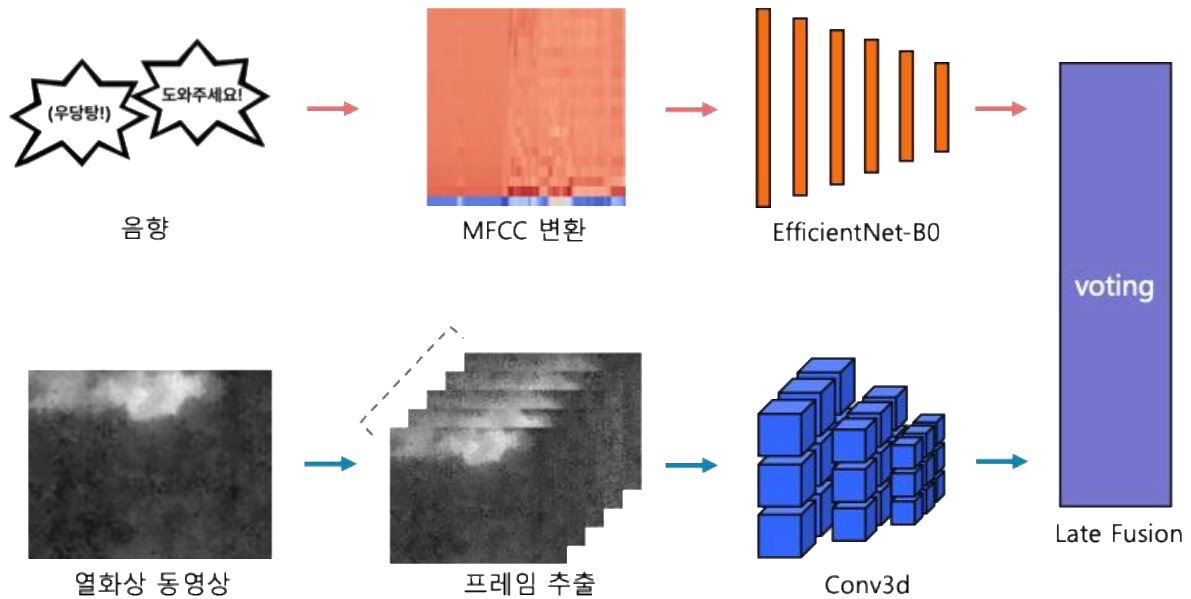 (우당탕!)
도와주세요!
음향
MFCC 변환
EfficientNet-B0
voting
Late Fusion
열화상 동영상
프레임 추출
Conv3d